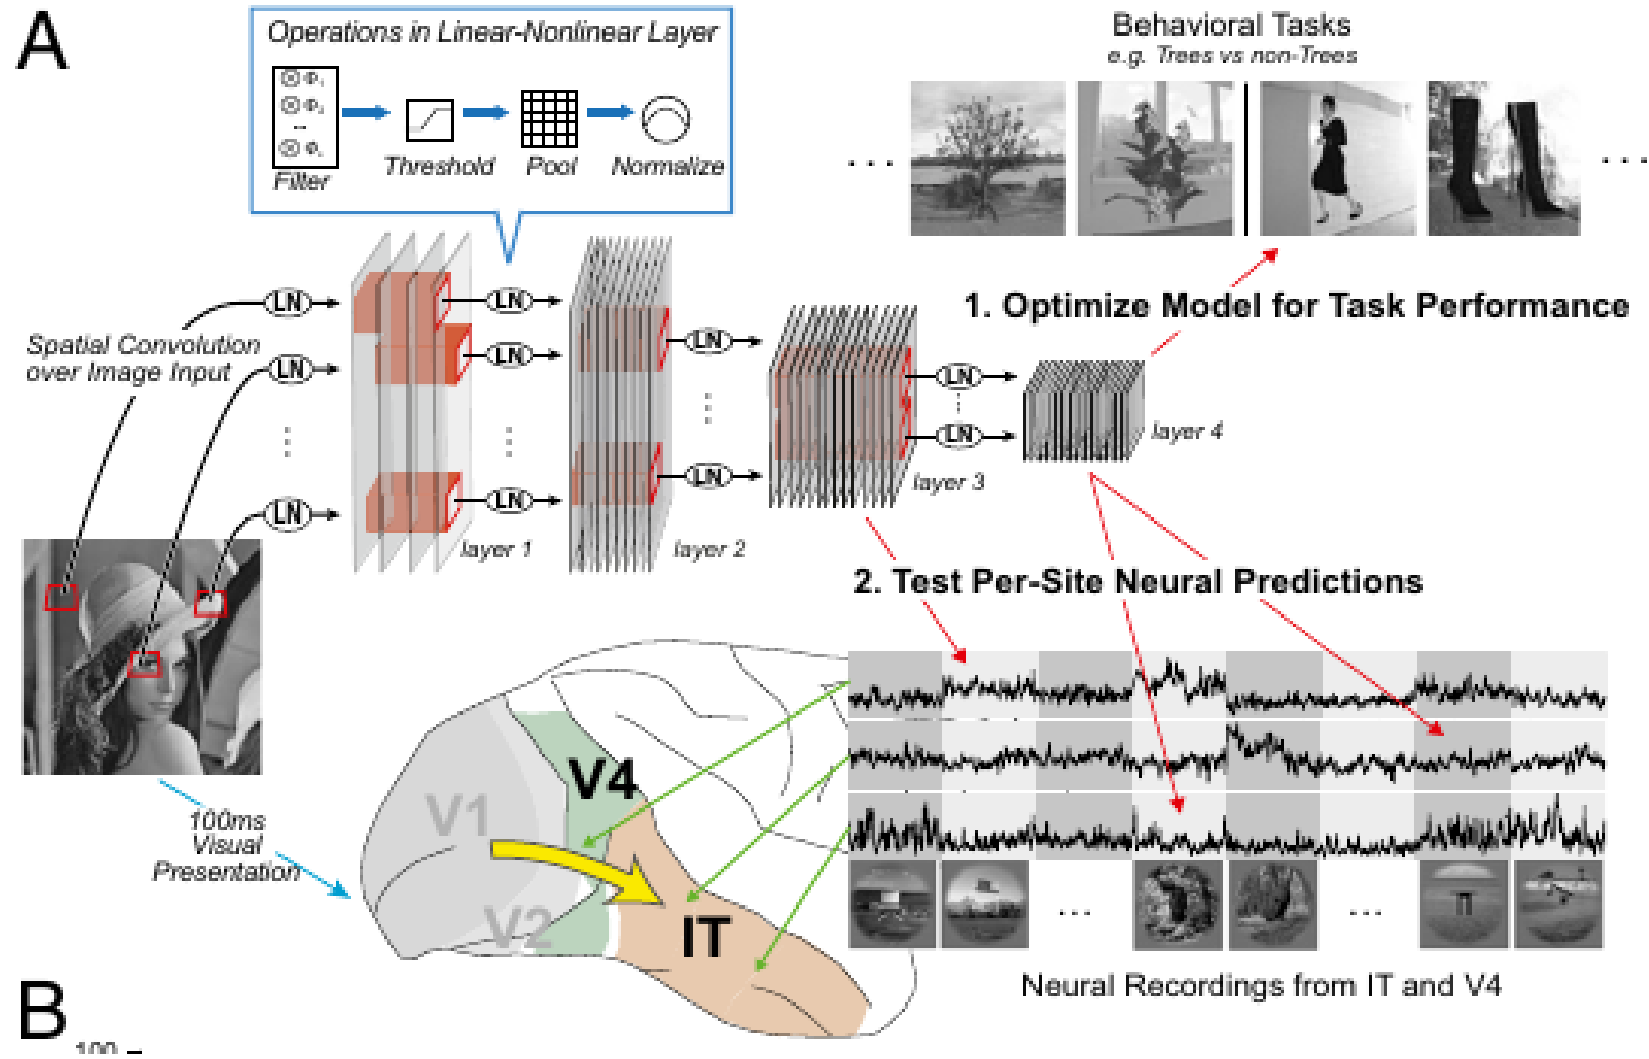 A
Operations in Linear-Nonlinear Layer
Filter
Threshold
Pool
Normalize
Behavioral Tasks
e.g. Trees vs non-Trees
...
...
1. Optimize Model for Task Performance
Spatial Convolution
over Image Input
LN
LN
LN
LN
LN
LN
LN
LN
LN
LN
layer 1
layer 2
layer 3
layer 4
2. Test Per-Site Neural Predictions
100ms
Visual
Presentation
V1
V2
V4
IT
...
...
Neural Recordings from IT and V4
B
100